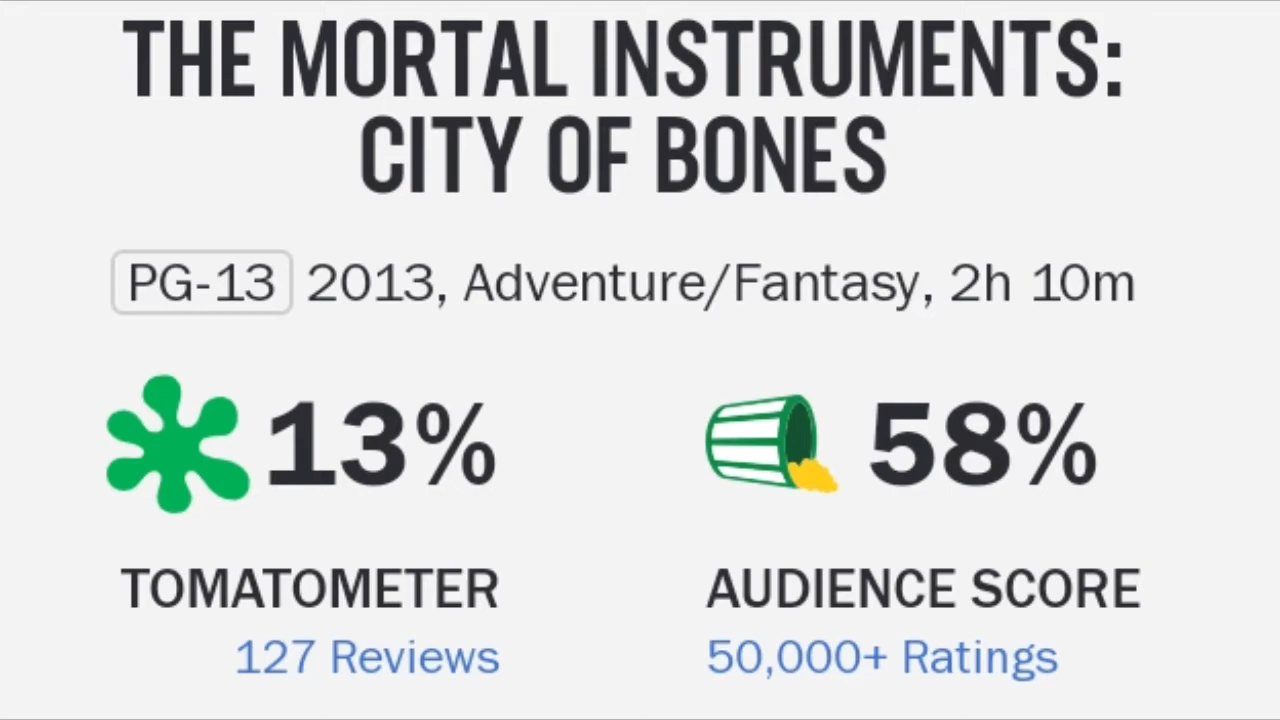 THE MORTAL INSTRUMENTS:
CITY OF BONES
PG-13 2013, Adventure/Fantasy, 2h 10m
13% 58%
TOMATOMETER AUDIENCE SCORE
127 Reviews 50,000+ Ratings